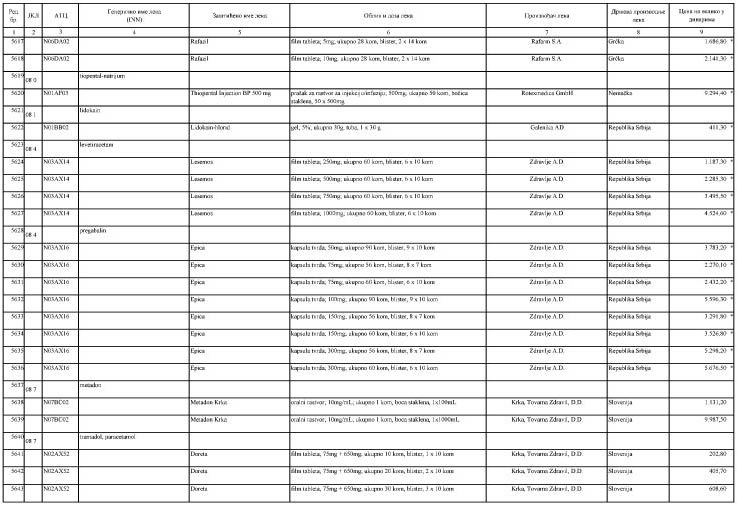 Ред. бр. | ЈКЛ | АТЦ | Генеричко име лека (INN) | Заштићено име лека | Облик и доза лека | Произвођач лека | Држава производње лека | Цена на велико у динарима
1 | 2 | 3 | 4 | 5 | 6 | 7 | 8 | 9
5617 N06DA02 Rafazil film tableta; 5mg; ukupno 28 kom, blister, 2 x 14 kom Rafarm S.A. Grčka 1.686,80 *
5618 N06DA02 Rafazil film tableta; 10mg; ukupno 28 kom, blister, 2 x 14 kom Rafarm S.A. Grčka 2.141,30 *
5619 08 0 tiopental-natrijum
5620 N01AF03 Thiopental Injection BP 500 mg prašak za rastvor za injekciju/infuziju; 500mg; ukupno 50 kom, bočica staklena, 50 x 500mg Rotexmedica GmbH Nemačka 9.294,40 *
5621 08 1 lidokain
5622 N01BB02 Lidokain-hlorid gel; 5%; ukupno 30g, tuba, 1 x 30 g Galenika AD Republika Srbija 411,30 *
5623 08 4 levetiracetam
5624 N03AX14 Lesemos film tableta; 250mg; ukupno 60 kom, blister, 6 x 10 kom Zdravlje A.D. Republika Srbija 1.187,30 *
5625 N03AX14 Lesemos film tableta; 500mg; ukupno 60 kom, blister, 6 x 10 kom Zdravlje A.D. Republika Srbija 2.285,30 *
5626 N03AX14 Lesemos film tableta; 750mg; ukupno 60 kom, blister, 6 x 10 kom Zdravlje A.D. Republika Srbija 3.495,50 *
5627 N03AX14 Lesemos film tableta; 1000mg; ukupno 60 kom, blister, 6 x 10 kom Zdravlje A.D. Republika Srbija 4.524,60 *
5628 08 4 pregabalin
5629 N03AX16 Epica kapsula tvrda; 50mg; ukupno 90 kom, blister, 9 x 10 kom Zdravlje A.D. Republika Srbija 3.783,20 *
5630 N03AX16 Epica kapsula tvrda; 75mg; ukupno 56 kom, blister, 8 x 7 kom Zdravlje A.D. Republika Srbija 2.270,10 *
5631 N03AX16 Epica kapsula tvrda; 75mg; ukupno 60 kom, blister, 6 x 10 kom Zdravlje A.D. Republika Srbija 2.432,20 *
5632 N03AX16 Epica kapsula tvrda; 100mg; ukupno 90 kom, blister, 9 x 10 kom Zdravlje A.D. Republika Srbija 5.596,30 *
5633 N03AX16 Epica kapsula tvrda; 150mg; ukupno 56 kom, blister, 8 x 7 kom Zdravlje A.D. Republika Srbija 3.291,80 *
5634 N03AX16 Epica kapsula tvrda; 150mg; ukupno 60 kom, blister, 6 x 10 kom Zdravlje A.D. Republika Srbija 3.526,80 *
5635 N03AX16 Epica kapsula tvrda; 300mg; ukupno 56 kom, blister, 8 x 7 kom Zdravlje A.D. Republika Srbija 5.298,20 *
5636 N03AX16 Epica kapsula tvrda; 300mg; ukupno 60 kom, blister, 6 x 10 kom Zdravlje A.D. Republika Srbija 5.676,50 *
5637 08 7 metadon
5638 N07BC02 Metadon Krka oralni rastvor; 10mg/mL; ukupno 1 kom, boca staklena, 1x100mL Krka, Tovarna Zdravil, D.D. Slovenija 1.131,20
5639 N07BC02 Metadon Krka oralni rastvor; 10mg/mL; ukupno 1 kom, boca staklena, 1x1000mL Krka, Tovarna Zdravil, D.D. Slovenija 9.987,50
5640 08 7 tramadol, paracetamol
5641 N02AX52 Doreta film tableta; 75mg + 650mg; ukupno 10 kom, blister, 1 x 10 kom Krka, Tovarna Zdravil, D.D. Slovenija 202,80
5642 N02AX52 Doreta film tableta; 75mg + 650mg; ukupno 20 kom, blister, 2 x 10 kom Krka, Tovarna Zdravil, D.D. Slovenija 405,70
5643 N02AX52 Doreta film tableta; 75mg + 650mg; ukupno 30 kom, blister, 3 x 10 kom Krka, Tovarna Zdravil, D.D. Slovenija 608,60